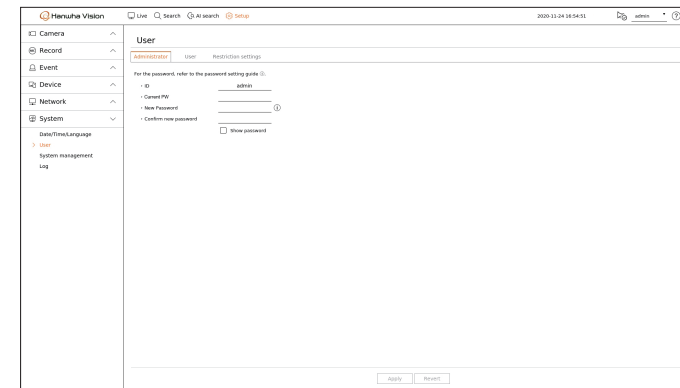 Hanwha Vision
Live Search AI search Setup 2020-11-24 16:54:51 admin
Camera
Record
Event
Device
Network
System
Date/Time/Language
User
System management
Log
User
Administrator User Restriction settings
For the password, refer to the password setting guide
ID admin
Current PW
New Password
Confirm new password
Show password
Apply Revert